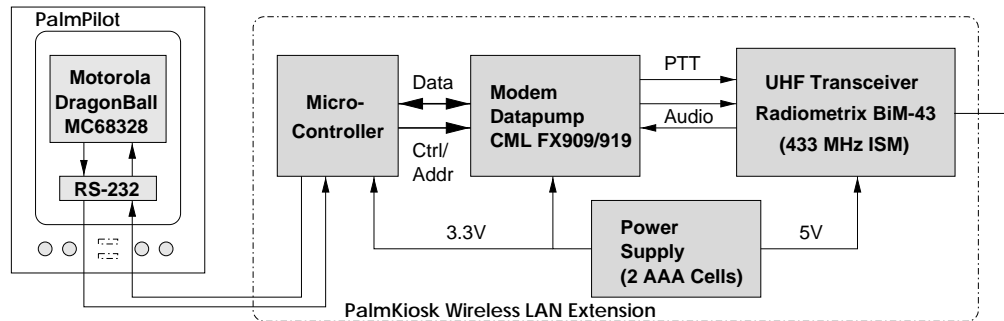 PalmPilot
Motorola
DragonBall
MC68328
RS-232
Micro-
Controller
Data
Ctrl/
Addr
Modem
Datapump
CML FX909/919
PTT
Audio
UHF Transceiver
Radiometrix BiM-43
(433 MHz ISM)
3.3V
Power
Supply
(2 AAA Cells)
5V
PalmKiosk Wireless LAN Extension